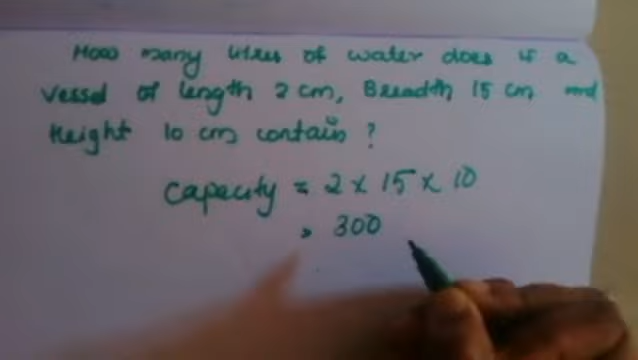 How many litres of water does if a
vessel of length 2 cm, Breadth 15 cm and
Height 10 cm contain ?
Capacity = 2 x 15 x 10
= 300